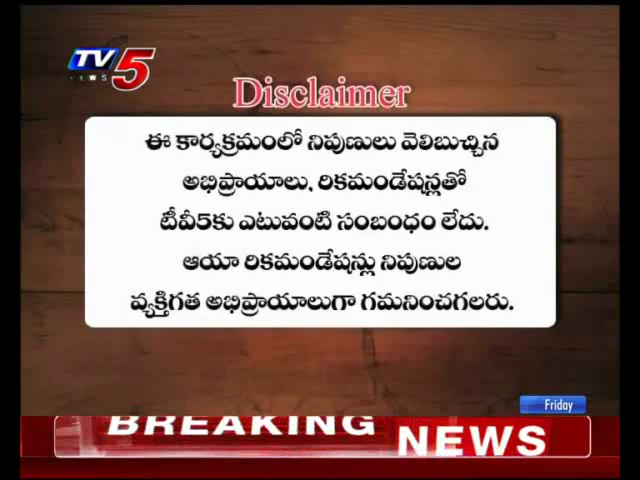 TV5
NEWS
Disclaimer
ఈ కార్యక్రమంలో నిపుణులు వెలిబుచ్చిన
అభిప్రాయాలు, రికమండేషన్లతో
టీవీ5కు ఎటువంటి సంబంధం లేదు.
ఆయా రికమండేషన్లు నిపుణుల
వ్యక్తిగత అభిప్రాయాలుగా గమనించగలరు.
Friday
BREAKING NEWS